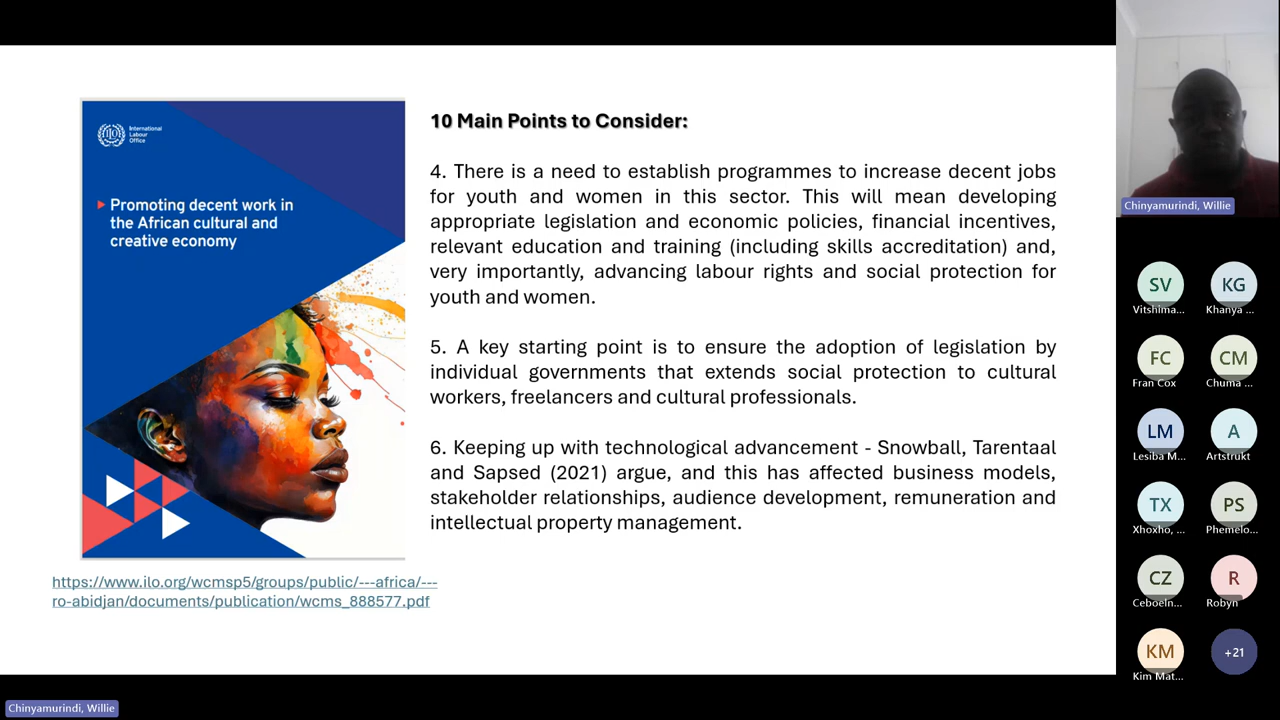 International
Labour
Office
Promoting decent work in
the African cultural and
creative economy
https://www.ilo.org/wcmsp5/groups/public/---africa/---
ro-abidjan/documents/publication/wcms_888577.pdf
10 Main Points to Consider:
4. There is a need to establish programmes to increase decent jobs
for youth and women in this sector. This will mean developing
appropriate legislation and economic policies, financial incentives,
relevant education and training (including skills accreditation) and,
very importantly, advancing labour rights and social protection for
youth and women.
5. A key starting point is to ensure the adoption of legislation by
individual governments that extends social protection to cultural
workers, freelancers and cultural professionals.
6. Keeping up with technological advancement - Snowball, Tarentaal
and Sapsed (2021) argue, and this has affected business models,
stakeholder relationships, audience development, remuneration and
intellectual property management.
Chinyamurindi, Willie
SV KG
Vitshima... Khanya ...
FC CM
Fran Cox Chuma ...
LM A
Lesiba M... Artstrukt
TX PS
Xhoxho, ... Phemelo...
CZ R
Ceboeln... Robyn
KM +21
Kim Mat...
Chinyamurindi, Willie